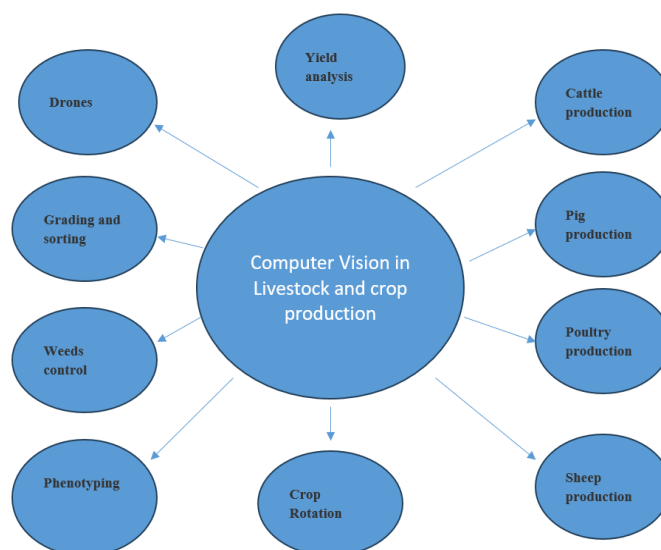 Yield
analysis
Drones
Cattle
production
Grading and
sorting
Pig
production
Computer Vision in
Livestock and crop
production
Weeds
control
Poultry
production
Phenotyping
Crop
Rotation
Sheep
production